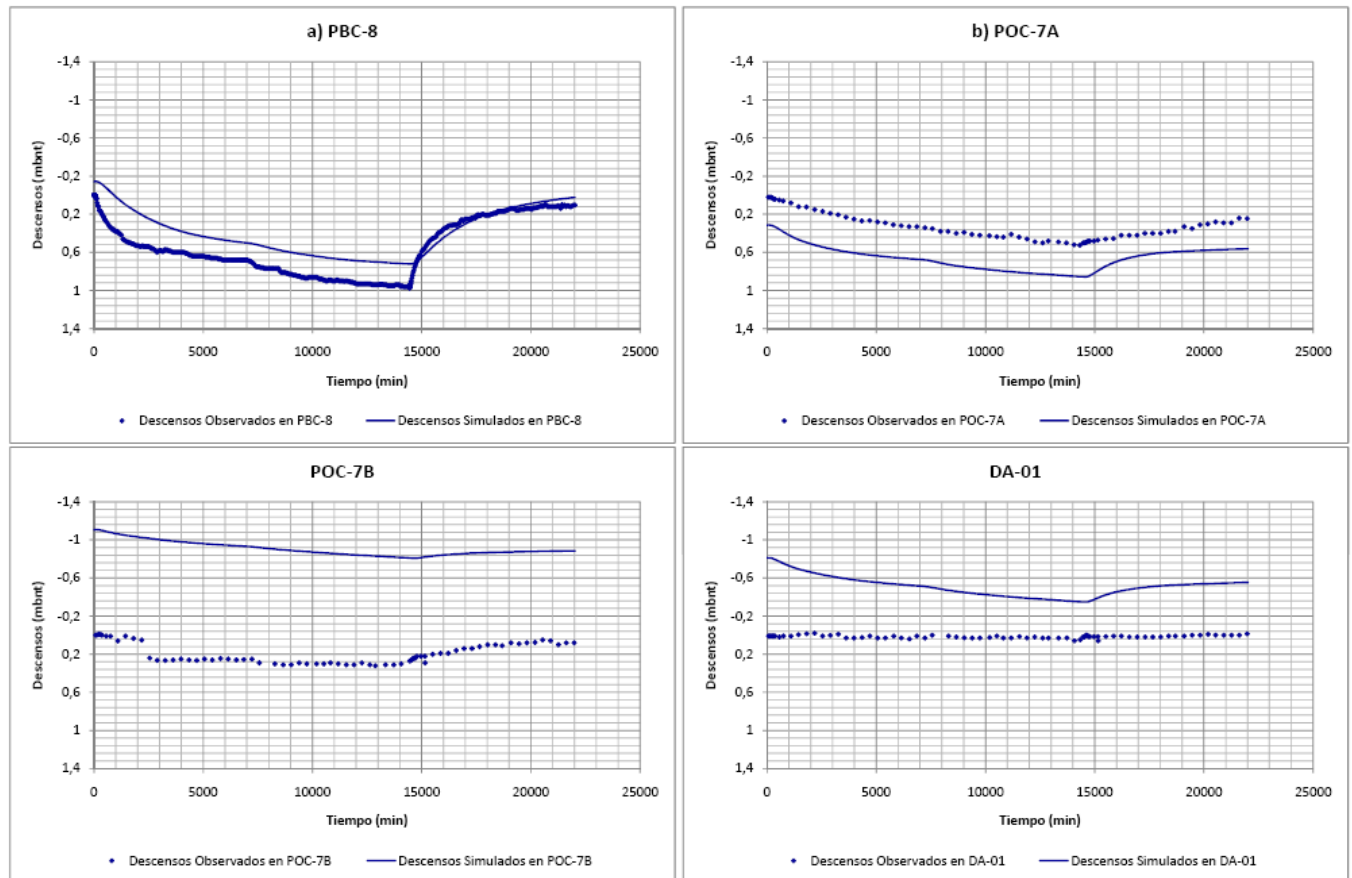 a) PBC-8
-1,4
-1
-0,6
-0,2
0,2
0,6
1
1,4
Descensos (mbnt)
0 5000 10000 15000 20000 25000
Tiempo (min)
Descensos Observados en PBC-8 Descensos Simulados en PBC-8
b) POC-7A
-1,4
-1
-0,6
-0,2
0,2
0,6
1
1,4
Descensos (mbnt)
0 5000 10000 15000 20000 25000
Tiempo (min)
Descensos Observados en POC-7A Descensos Simulados en POC-7A
POC-7B
-1,4
-1
-0,6
-0,2
0,2
0,6
1
1,4
Descensos (mbnt)
0 5000 10000 15000 20000 25000
Tiempo (min)
Descensos Observados en POC-7B Descensos Simulados en POC-7B
DA-01
-1,4
-1
-0,6
-0,2
0,2
0,6
1
1,4
Descensos (mbnt)
0 5000 10000 15000 20000 25000
Tiempo (min)
Descensos Observados en DA-01 Descensos Simulados en DA-01